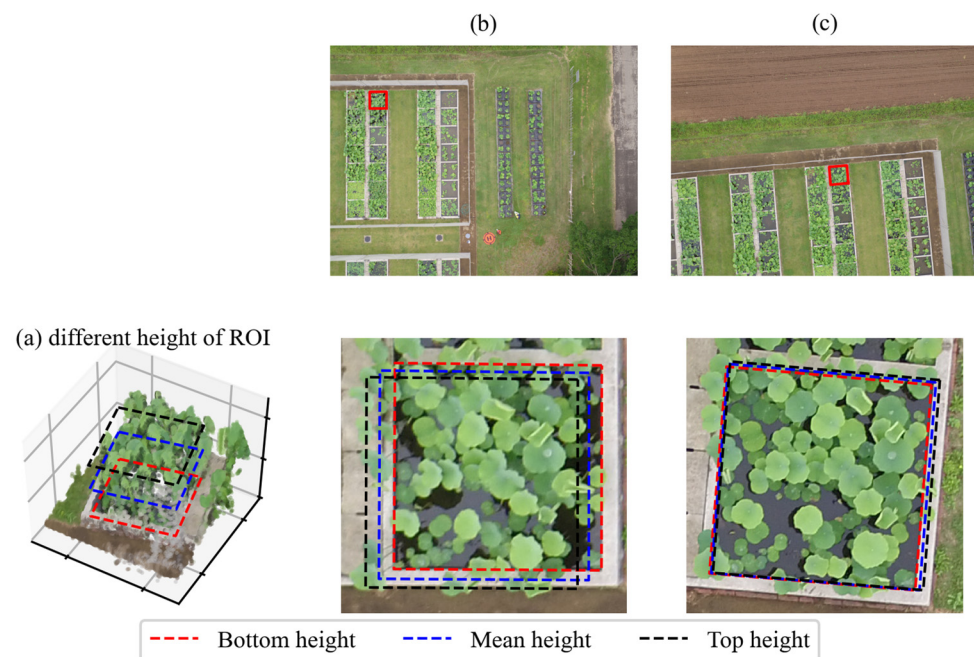 (b)
(c)
(a) different height of ROI
Bottom height
Mean height
Top height